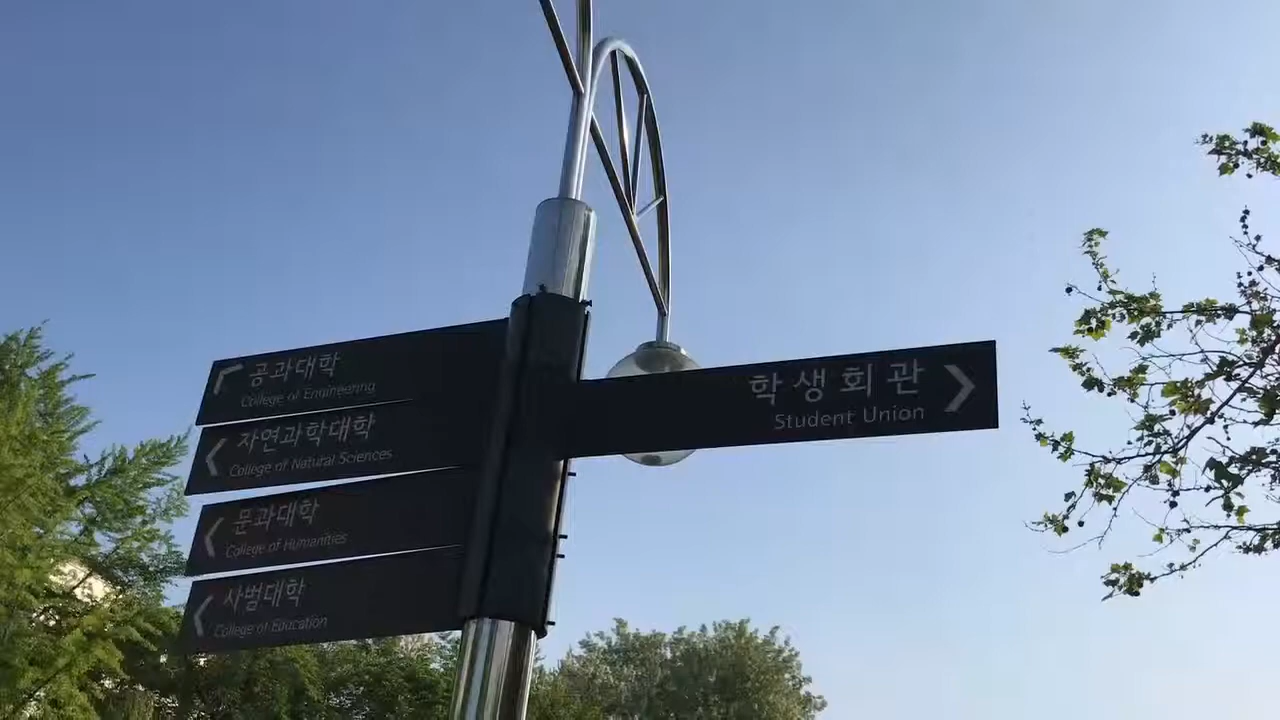 공과대학
College of Engineering
자연과학대학
College of Natural Sciences
문과대학
College of Humanities
사범대학
College of Education
학생회관
Student Union